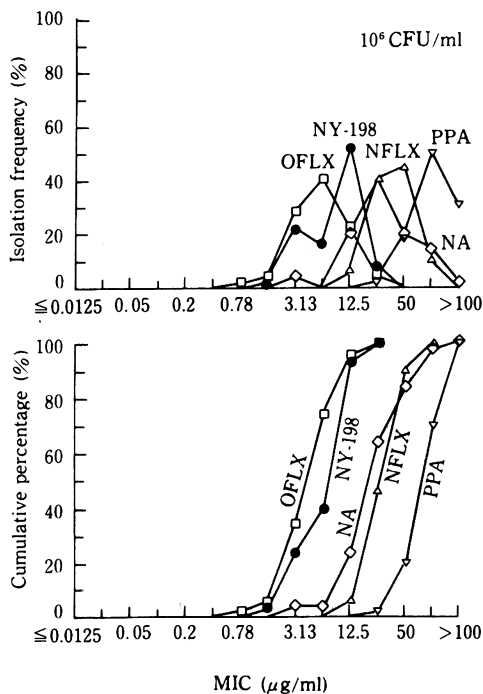 100
10⁶ CFU/ml
80
60
NY-198
NFLX
PPA
OFLX
40
20
NA
0
Isolation frequency (%)
≦ 0.0125 0.05 0.2 0.78 3.13 12.5 50 >100
100
80
60
OFLX
NY-198
NA
NFLX
PPA
40
20
0
Cumulative percentage (%)
≦ 0.0125 0.05 0.2 0.78 3.13 12.5 50 >100
MIC (μg/ml)